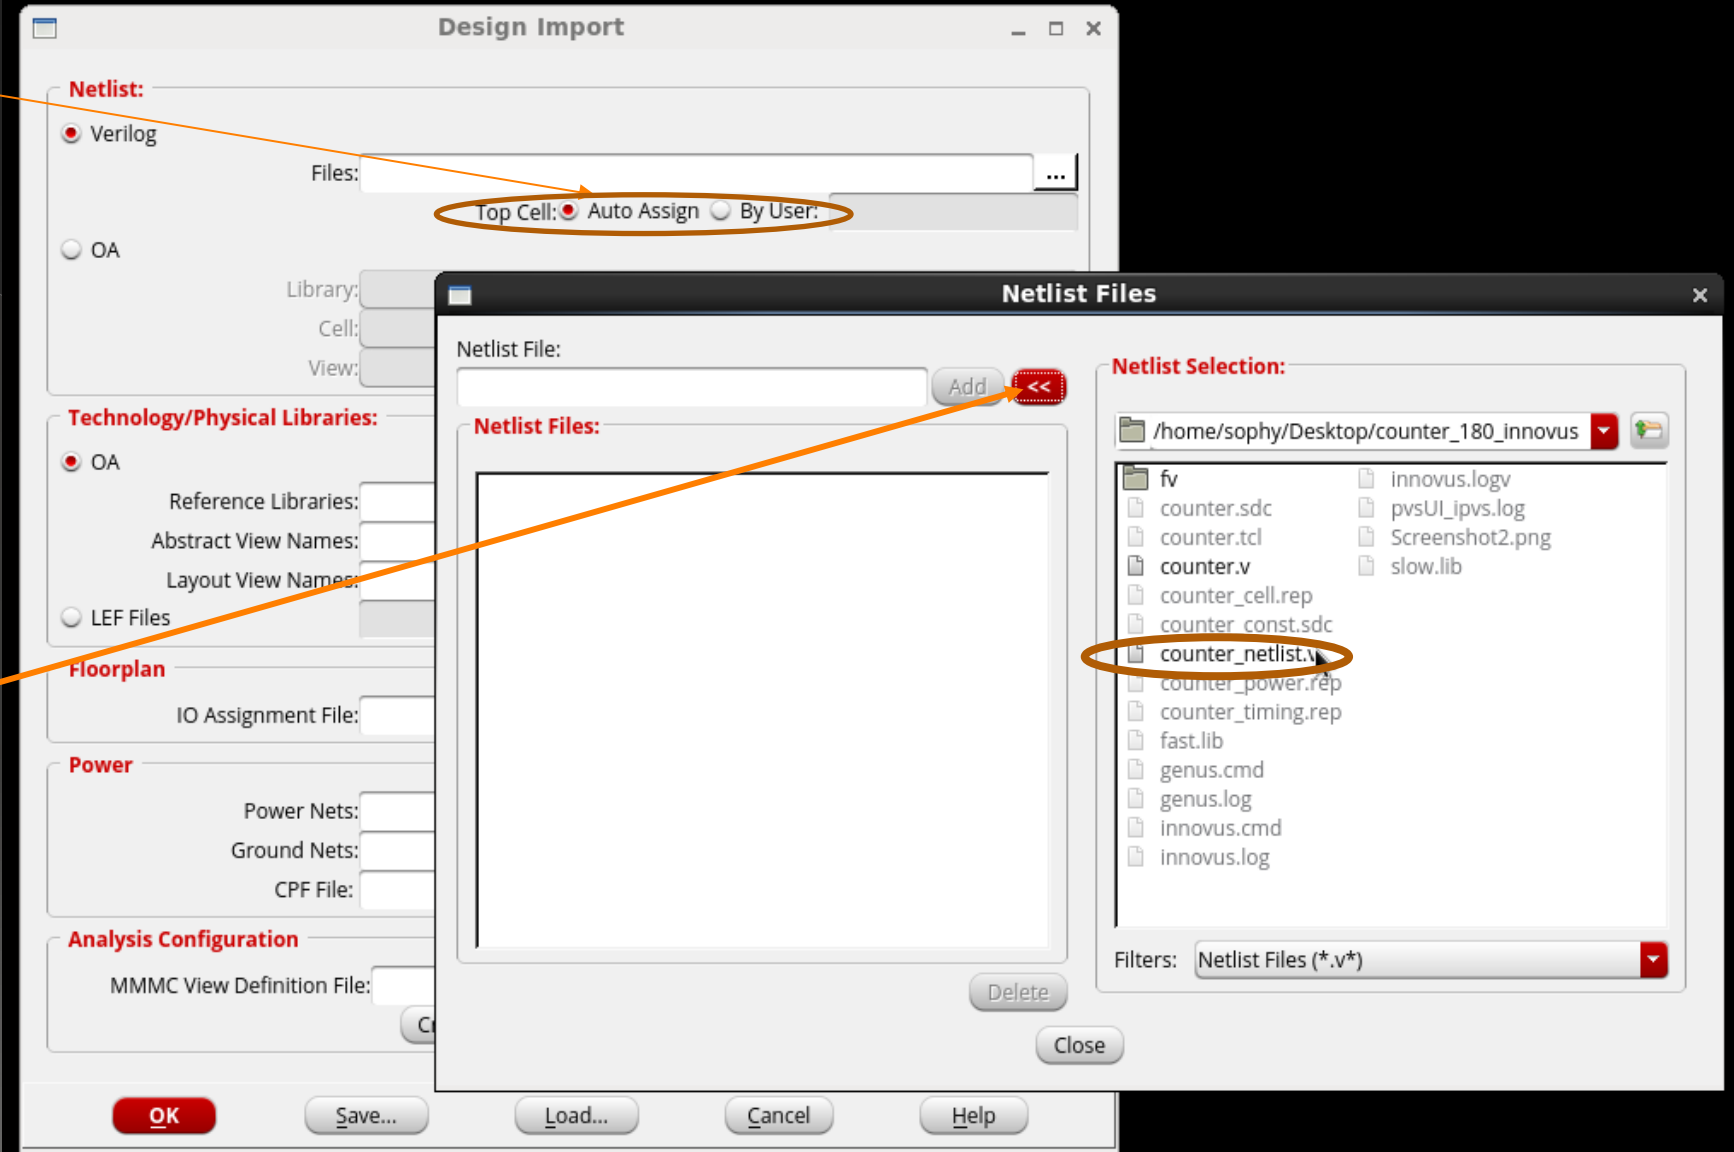 Design Import
Netlist:
Verilog
Files:
...
Top Cell: Auto Assign By User:
OA
Library:
Cell:
View:
Technology/Physical Libraries:
OA
Reference Libraries:
Abstract View Names:
Layout View Names:
LEF Files
Floorplan
IO Assignment File:
Power
Power Nets:
Ground Nets:
CPF File:
Analysis Configuration
MMMC View Definition File:
OK Save... Load... Cancel Help
Netlist Files
Netlist File:
Add <<
Netlist Files:
Delete
Close
Netlist Selection:
/home/sophy/Desktop/counter_180_innovus
fv
counter.sdc
counter.tcl
counter.v
counter_cell.rep
counter_const.sdc
counter_netlist.v
counter_power.rep
counter_timing.rep
fast.lib
genus.cmd
genus.log
innovus.cmd
innovus.log
innovus.logv
pvsUI_ipvs.log
Screenshot2.png
slow.lib
Filters: Netlist Files (*.v*)